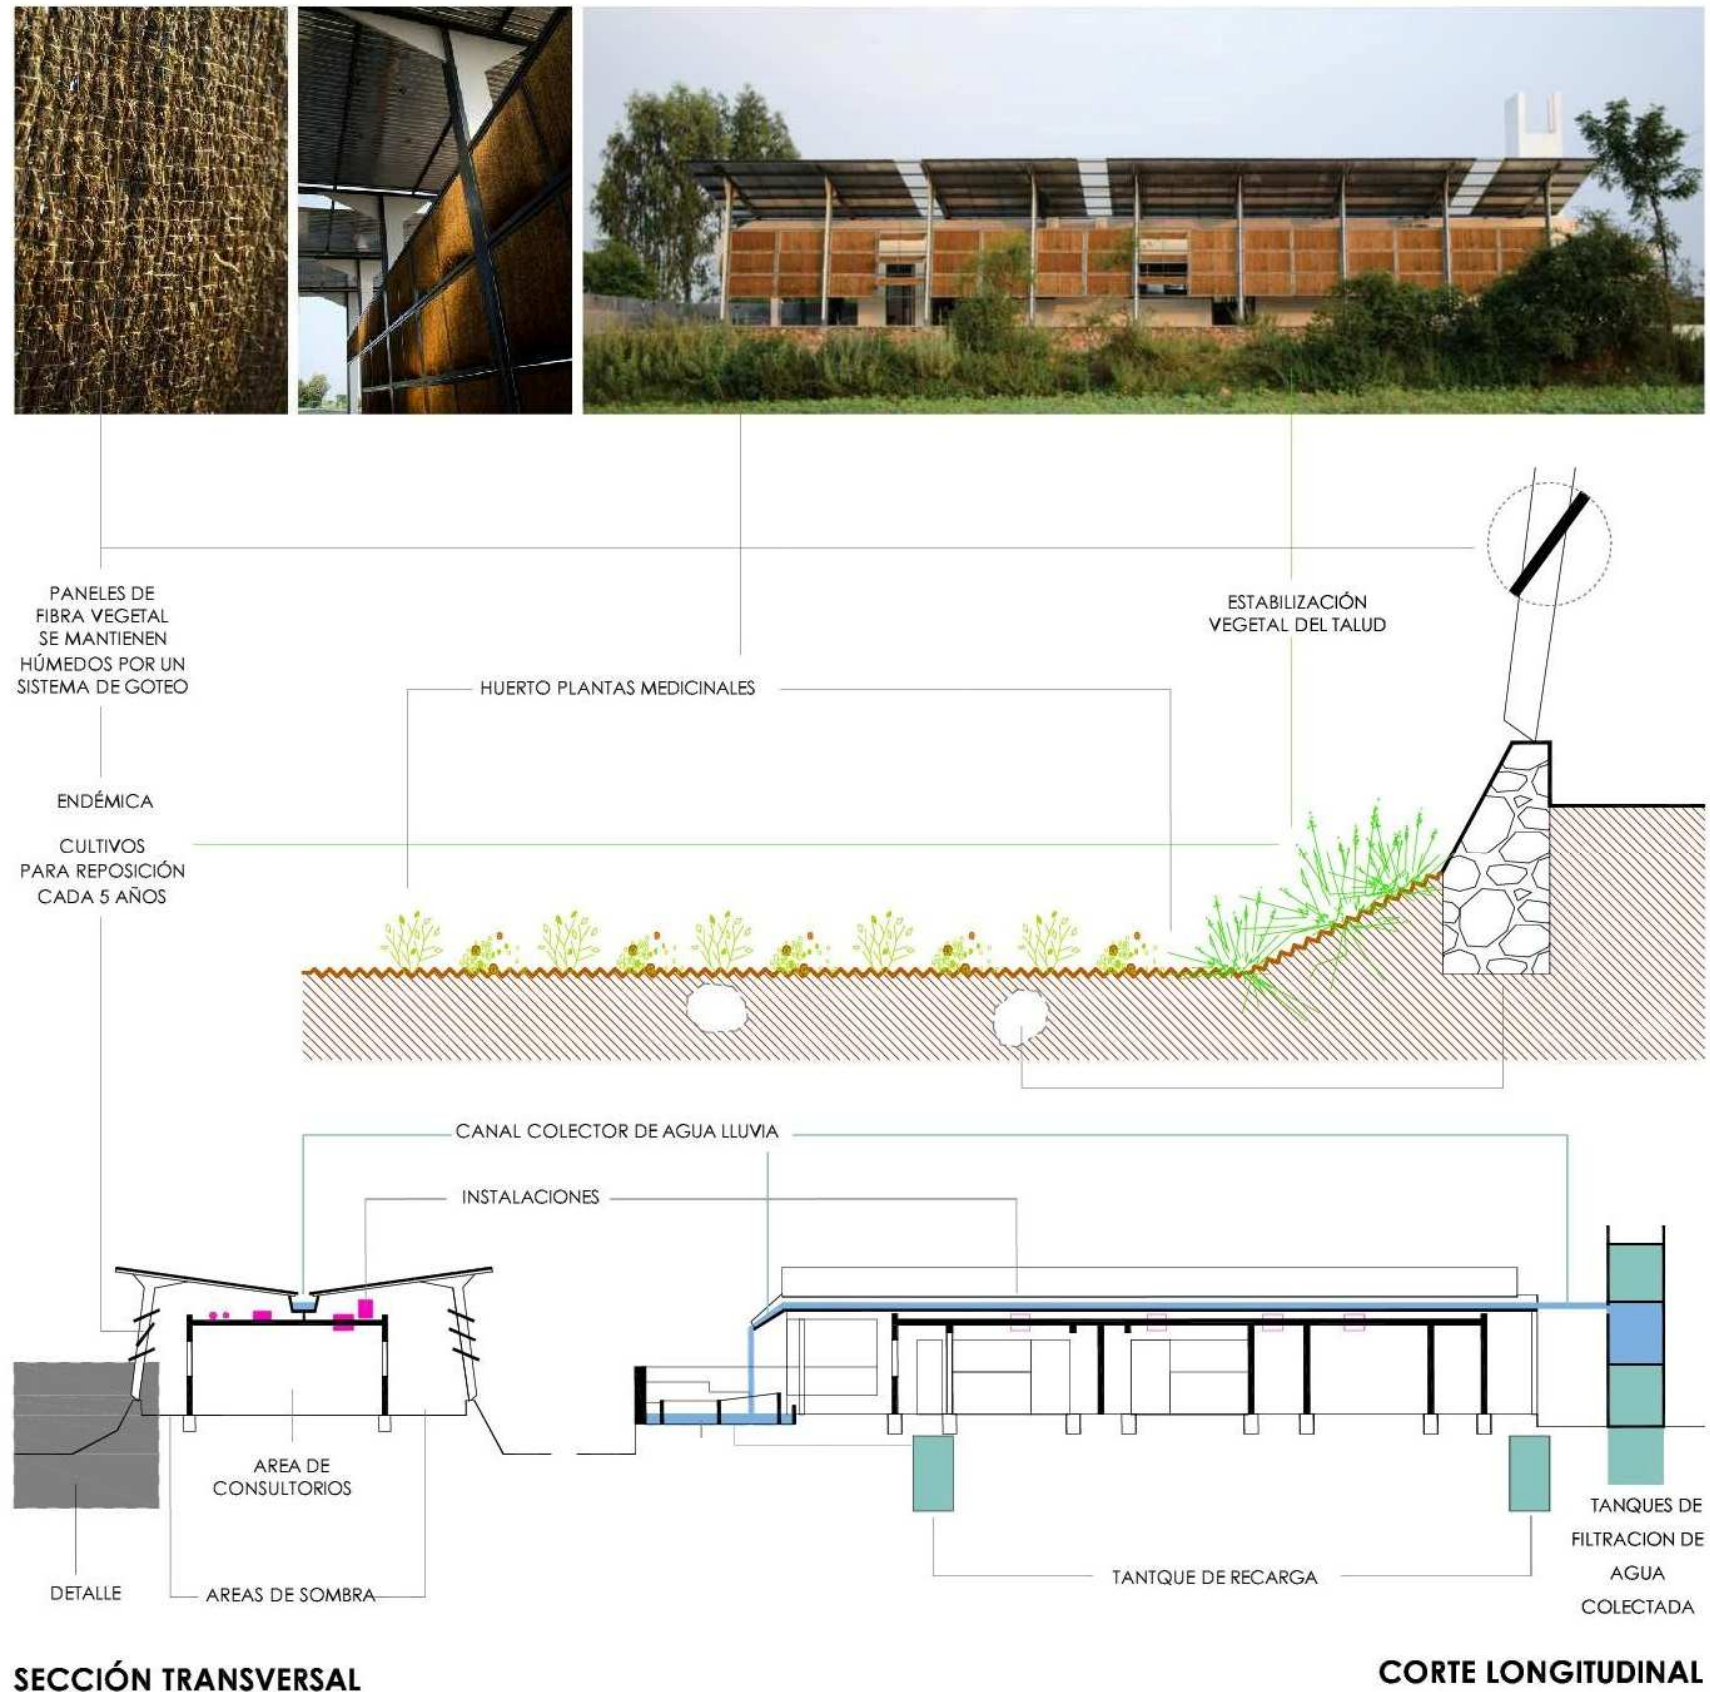 PANELES DE
FIBRA VEGETAL
SE MANTIENEN
HÚMEDOS POR UN
SISTEMA DE GOTEO
ESTABILIZACIÓN
VEGETAL DEL TALUD
HUERTO PLANTAS MEDICINALES
ENDÉMICA
CULTIVOS
PARA REPOSICIÓN
CADA 5 AÑOS
CANAL COLECTOR DE AGUA LLUVIA
INSTALACIONES
AREA DE
CONSULTORIOS
DETALLE
AREAS DE SOMBRA
TANTQUE DE RECARGA
TANQUES DE
FILTRACION DE
AGUA
COLECTADA
SECCIÓN TRANSVERSAL
CORTE LONGITUDINAL